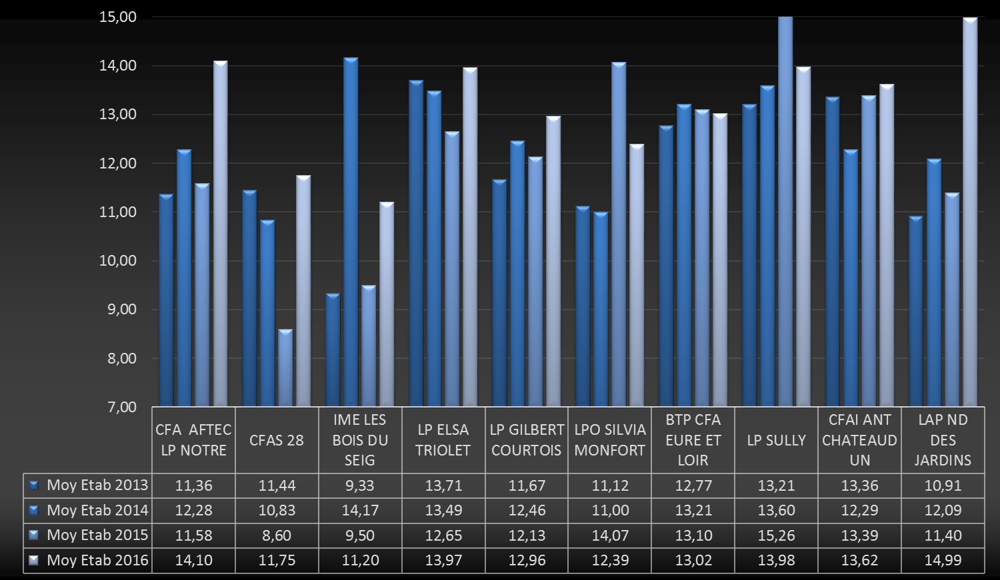 15,00
14,00
13,00
12,00
11,00
10,00
9,00
8,00
7,00
CFA AFTEC
LP NOTRE
CFAS 28
IME LES
BOIS DU
SEIG
LP ELSA
TRIOLET
LP GILBERT
COURTOIS
LPO SILVIA
MONFORT
BTP CFA
EURE ET
LOIR
LP SULLY
CFAI ANT
CHATEAUD
UN
LAP ND
DES
JARDINS
Moy Etab 2013 11,36 11,44 9,33 13,71 11,67 11,12 12,77 13,21 13,36 10,91
Moy Etab 2014 12,28 10,83 14,17 13,49 12,46 11,00 13,21 13,60 12,29 12,09
Moy Etab 2015 11,58 8,60 9,50 12,65 12,13 14,07 13,10 15,26 13,39 11,40
Moy Etab 2016 14,10 11,75 11,20 13,97 12,96 12,39 13,02 13,98 13,62 14,99